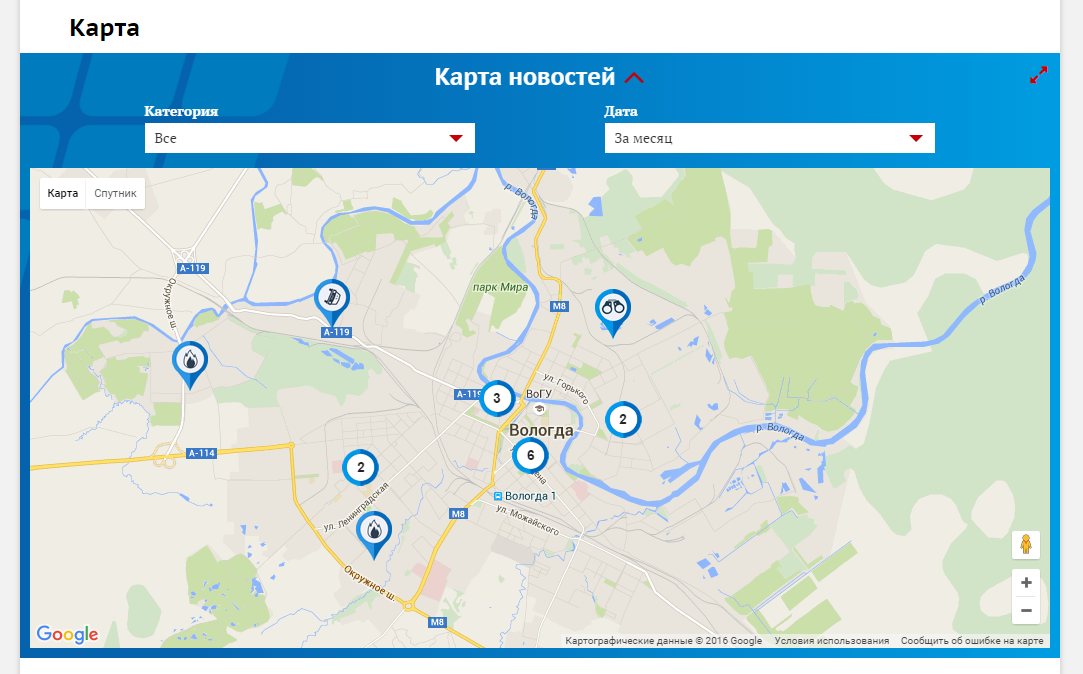 Карта
Карта новостей
Категория
Дата
Все
За месяц
Карта
Спутник
р. Вологда
А-119
Окружное ш.
парк Мира
М8
А-119
р. Вологда
ул. Горького
А-119
3
ВоГУ
2
Вологда
р. Вологда
А-114
6
2
Вологда 1
ул. Ленинградская
М8
ул. Можайского
Окружное ш.
М8
Google
Картографические данные © 2016 Google
Условия использования
Сообщить об ошибке на карте